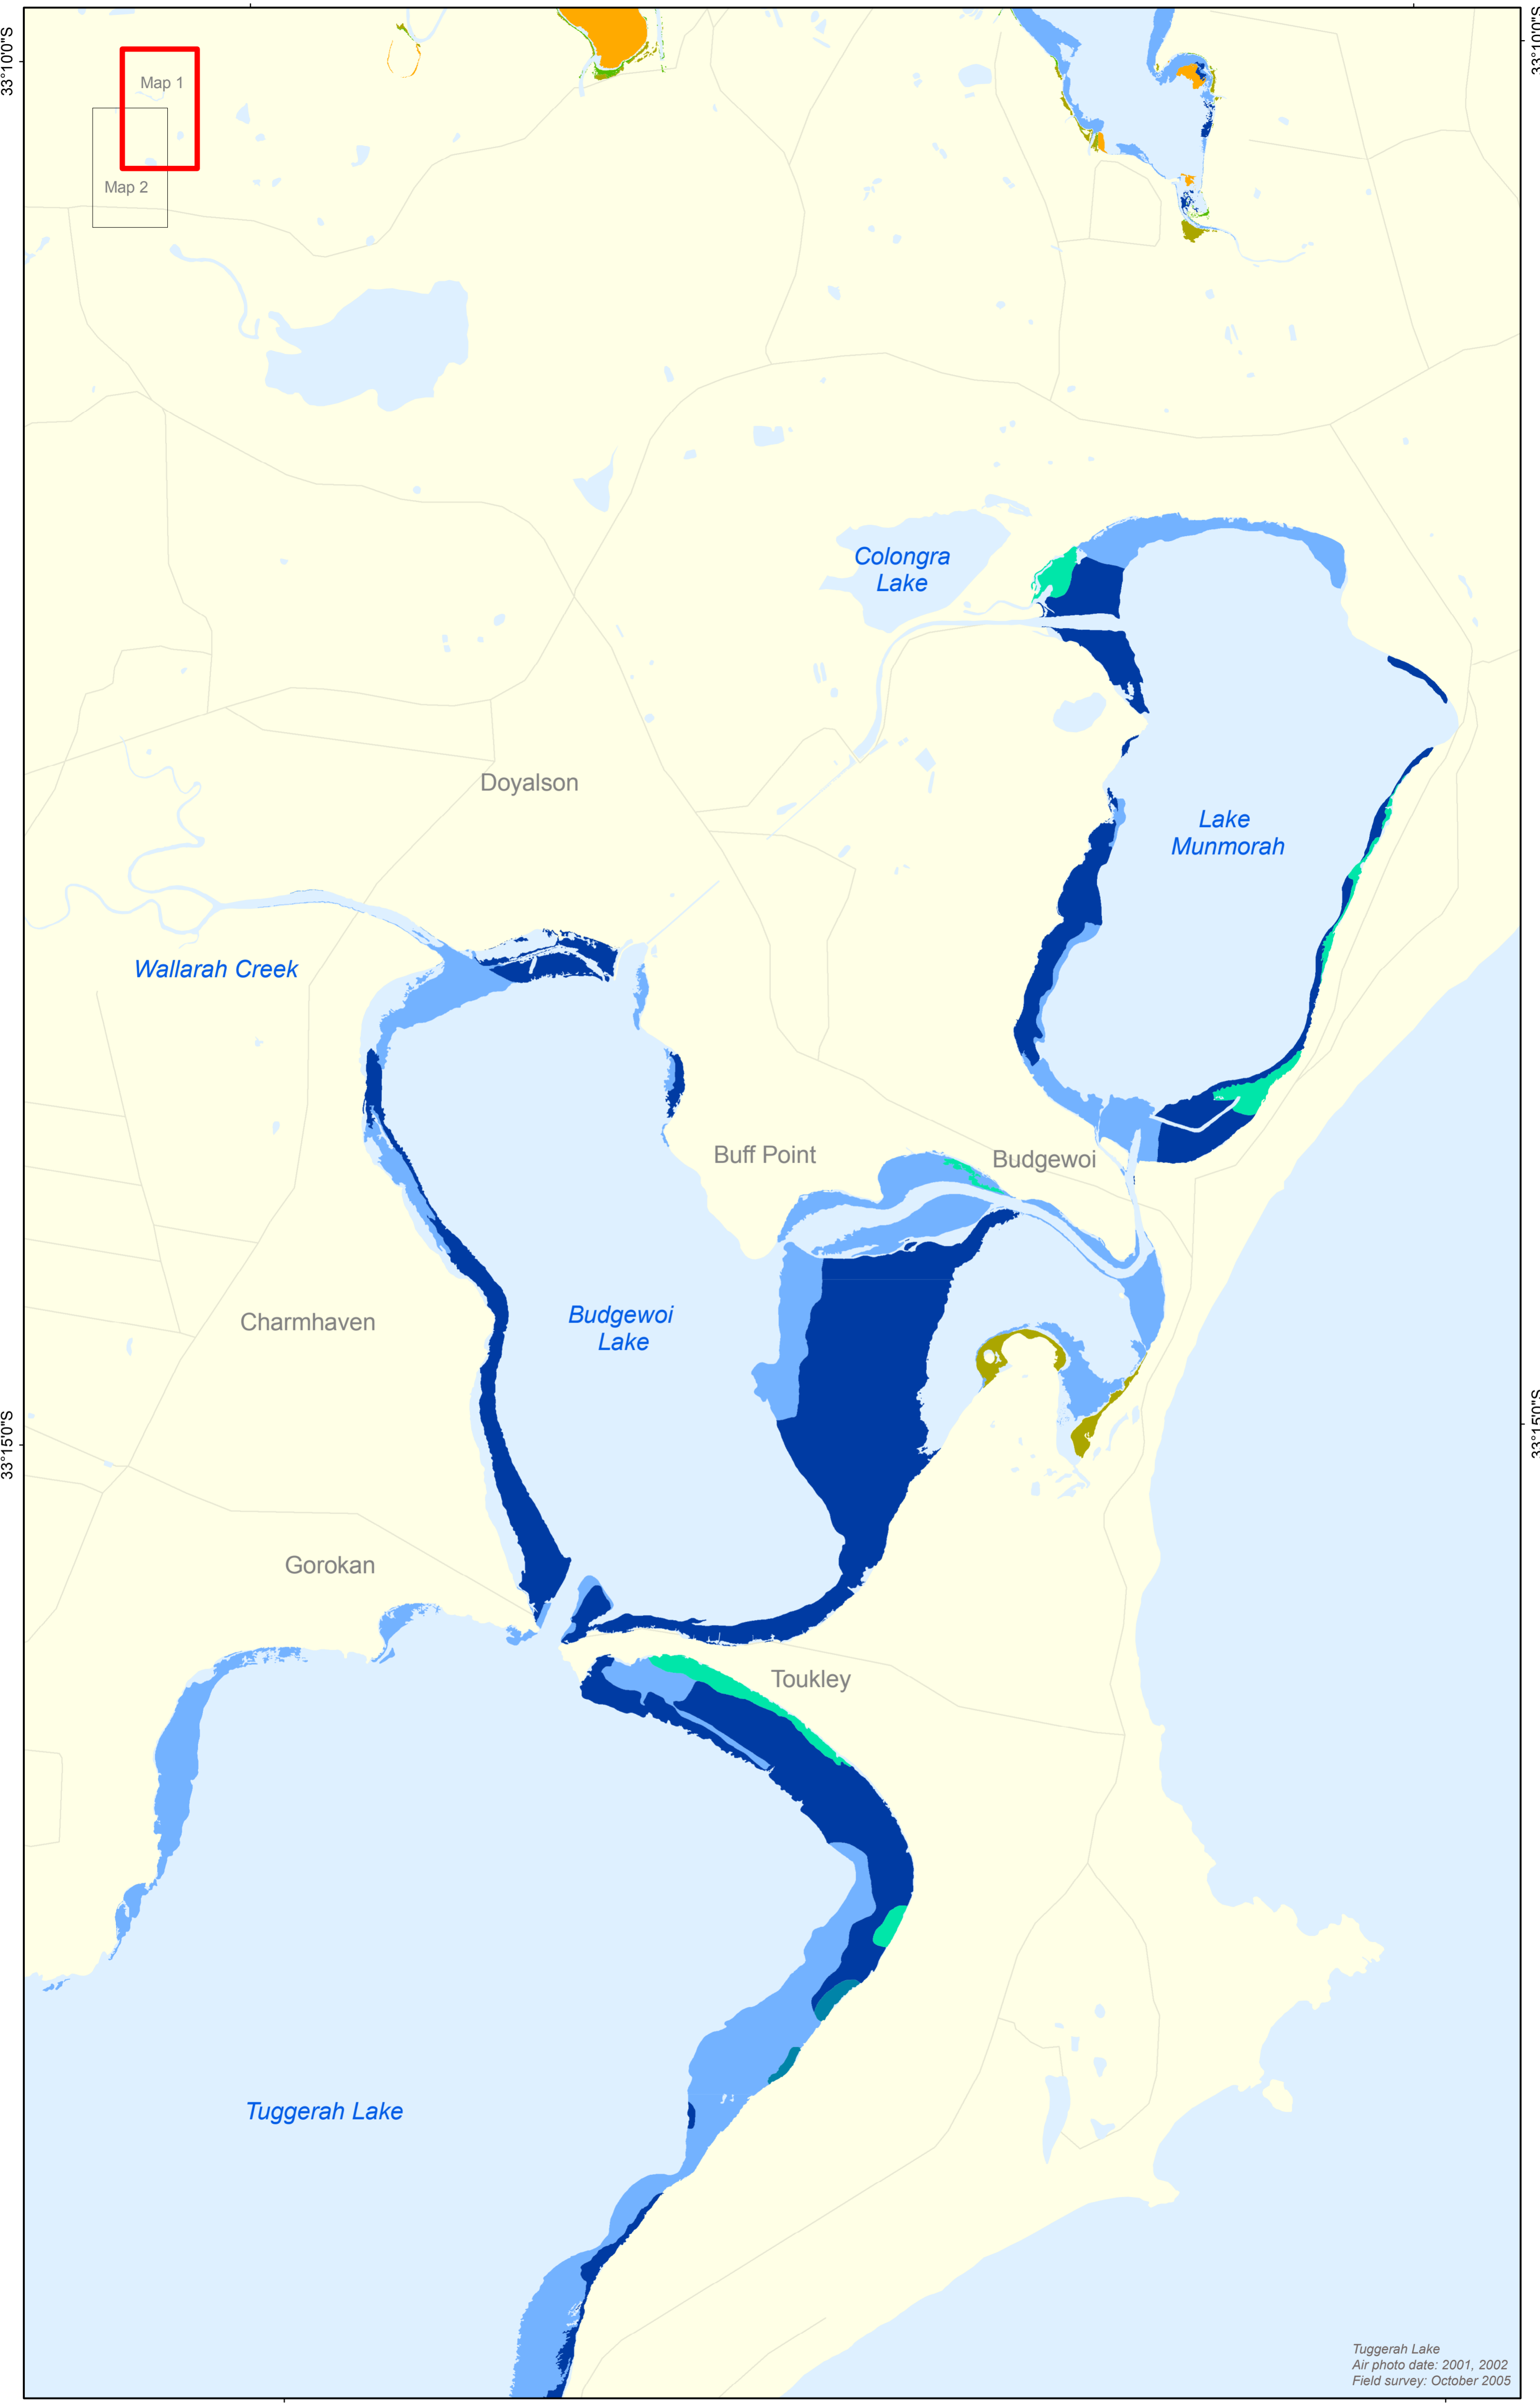 33°10'0"S
33°10'0"S
Map 1
Map 2
Colongra
Lake
Doyalson
Lake
Munmorah
Wallarah Creek
Buff Point
Budgewoi
Charmhaven
Budgewoi
Lake
33°15'0"S
33°15'0"S
Gorokan
Toukley
Tuggerah Lake
Tuggerah Lake
Air photo date: 2001, 2002
Field survey: October 2005